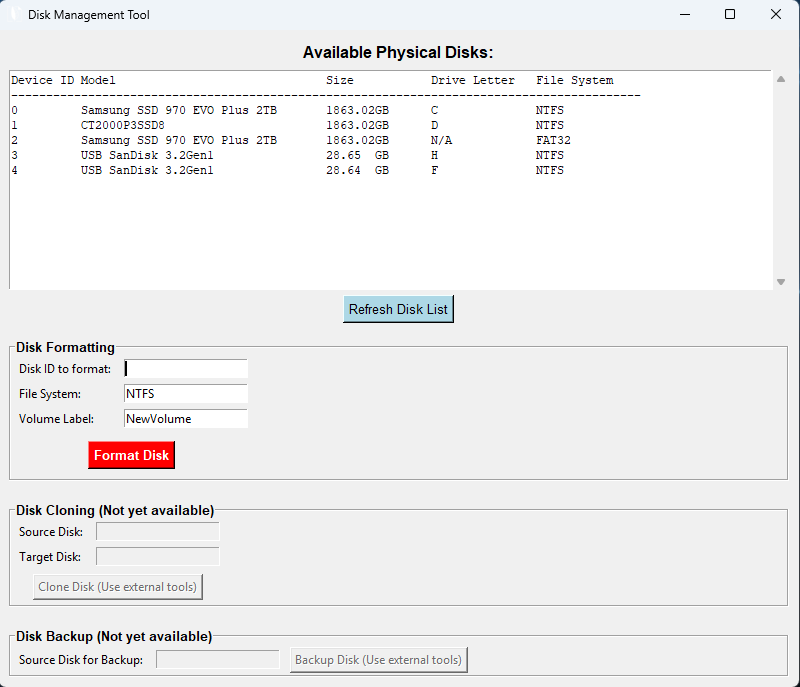 Disk Management Tool
Available Physical Disks:
Device ID Model Size Drive Letter File System
------------------------------------------------------------------------------------------
0 Samsung SSD 970 EVO Plus 2TB 1863.02GB C NTFS
1 CT2000P3SSD8 1863.02GB D NTFS
2 Samsung SSD 970 EVO Plus 2TB 1863.02GB N/A FAT32
3 USB SanDisk 3.2Gen1 28.65 GB H NTFS
4 USB SanDisk 3.2Gen1 28.64 GB F NTFS
Refresh Disk List
Disk Formatting
Disk ID to format:
File System: NTFS
Volume Label: NewVolume
Format Disk
Disk Cloning (Not yet available)
Source Disk:
Target Disk:
Clone Disk (Use external tools)
Disk Backup (Not yet available)
Source Disk for Backup: Backup Disk (Use external tools)